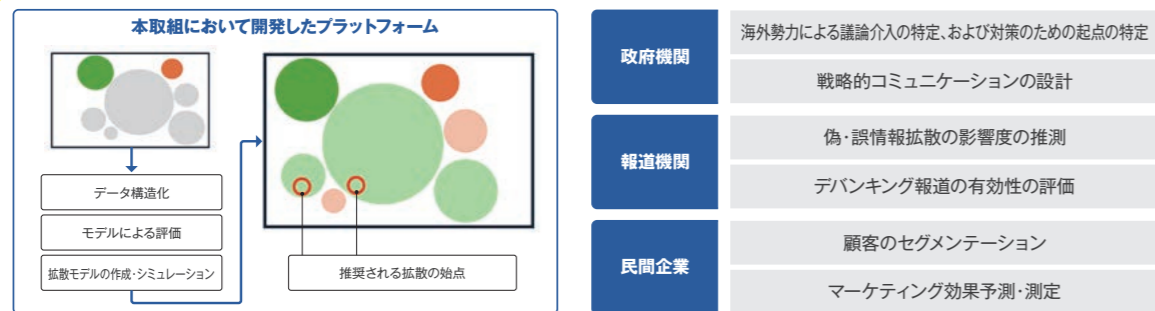 本取組において開発したプラットフォーム
データ構造化
モデルによる評価
拡散モデルの作成・シミュレーション
推奨される拡散の始点
政府機関
海外勢力による議論介入の特定、および対策のための起点の特定
戦略的コミュニケーションの設計
報道機関
偽・誤情報拡散の影響度の推測
デバンキング報道の有効性の評価
民間企業
顧客のセグメンテーション
マーケティング効果予測・測定